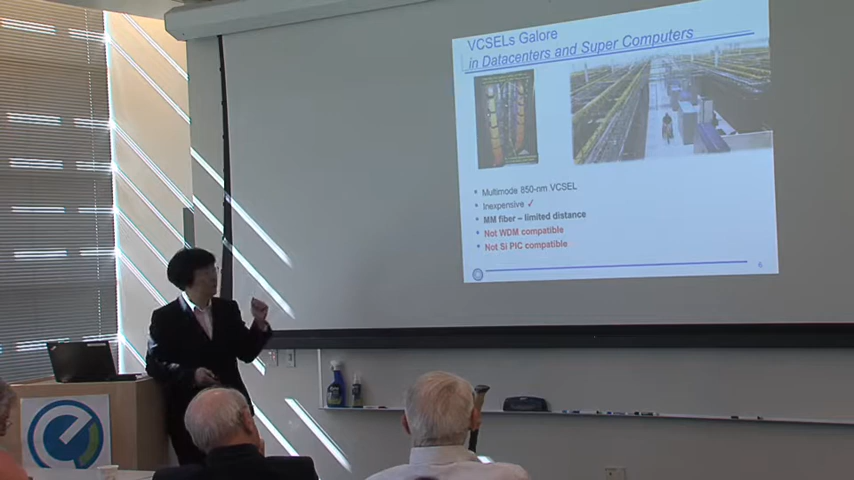 VCSELs Galore
in Datacenters and Super Computers
• Multimode 850-nm VCSEL
• Inexpensive ✓
• MM fiber – limited distance
• Not WDM compatible
• Not Si PIC compatible
6